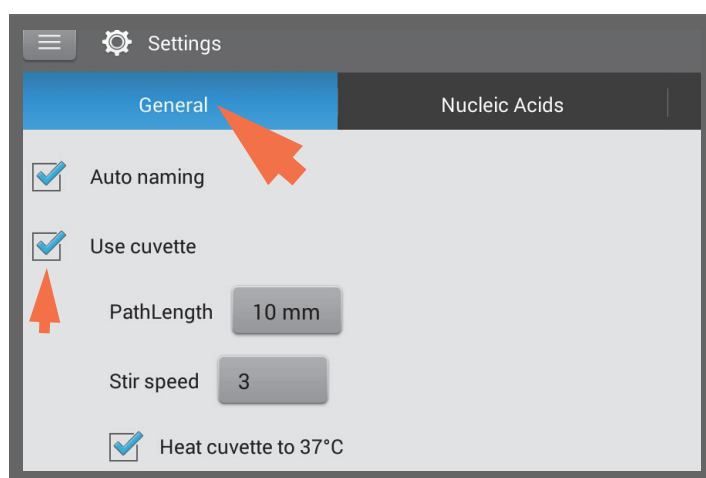 Settings
General
Nucleic Acids
Auto naming
Use cuvette
PathLength 10 mm
Stir speed 3
Heat cuvette to 37°C